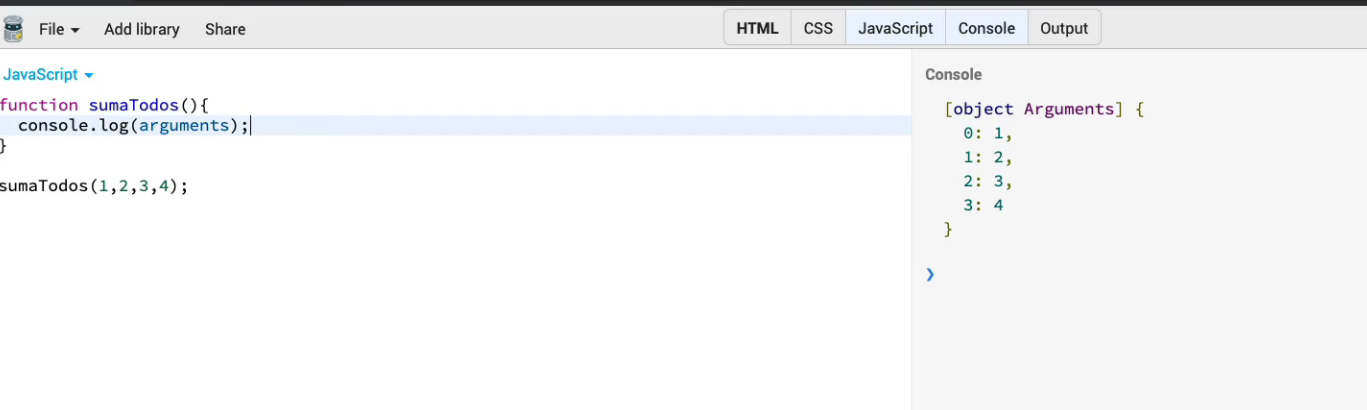 File Add library Share HTML CSS JavaScript Console Output
JavaScript
function sumaTodos(){
  console.log(arguments);
}
sumaTodos(1,2,3,4);
Console
[object Arguments] {
  0: 1,
  1: 2,
  2: 3,
  3: 4
}